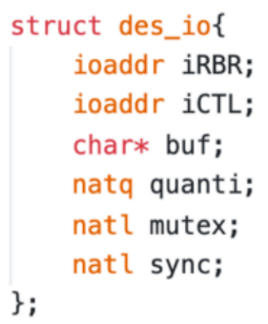 struct des_io{
    ioaddr iRBR;
    ioaddr iCTL;
    char* buf;
    natq quanti;
    natl mutex;
    natl sync;
};